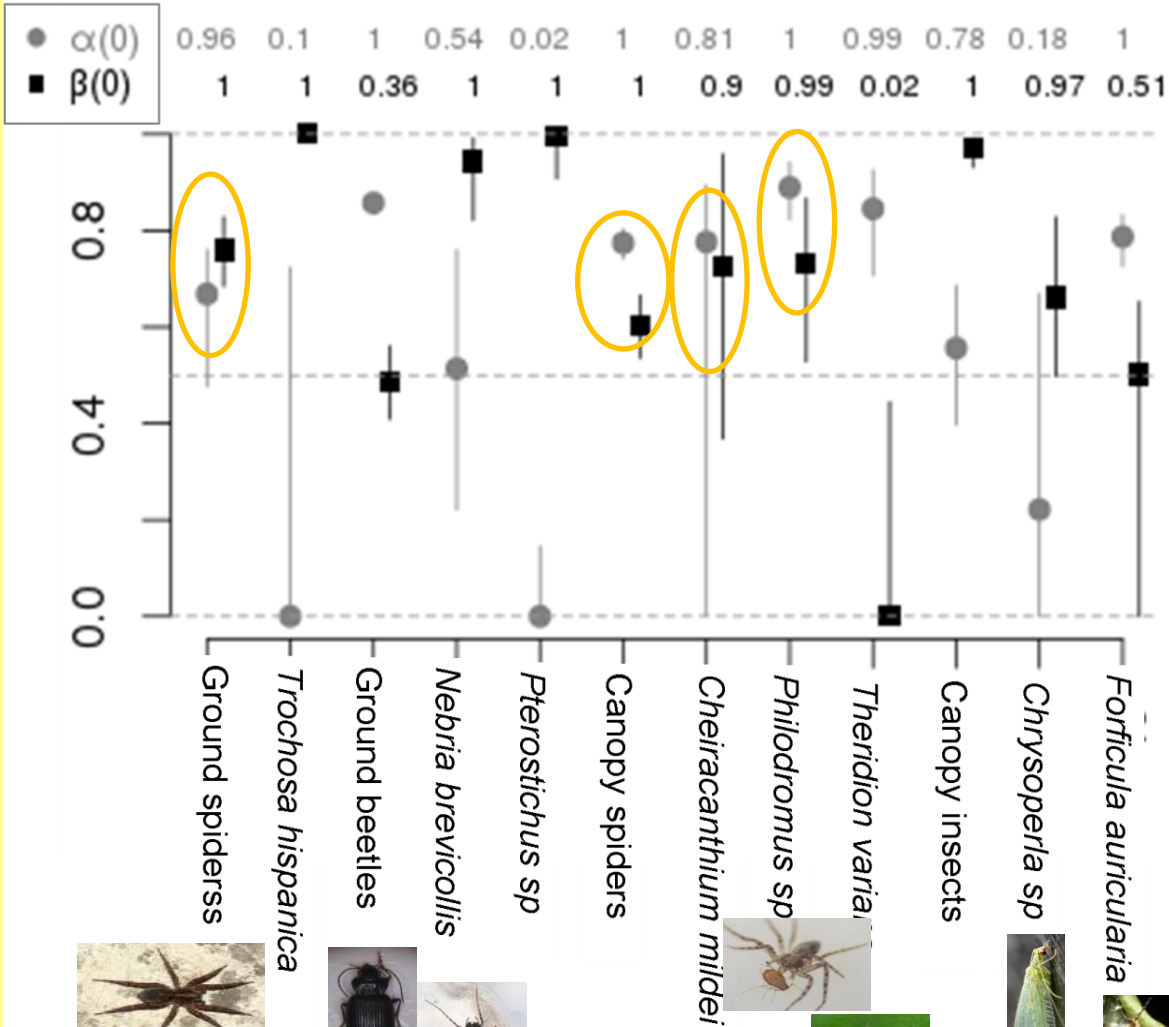 α(0) 0.96 0.1 1 0.54 0.02 1 0.81 1 0.99 0.78 0.18 1
β(0) 1 1 0.36 1 1 1 0.9 0.99 0.02 1 0.97 0.51
0.8
0.4
0.0
Ground spiderss
Trochosa hispanica
Ground beetles
Nebria brevicollis
Pterostichus sp
Canopy spiders
Cheiracanthium mildei
Philodromus sp
Theridion
Canopy insects
Chrysoperla sp
Forficula auricularia